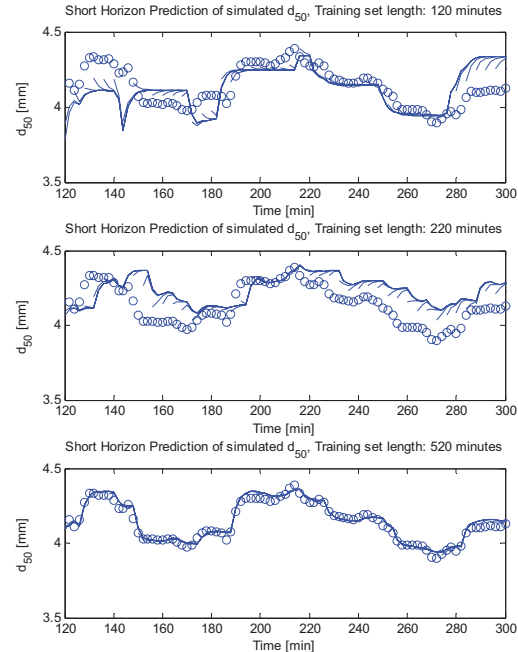 Short Horizon Prediction of simulated d50, Training set length: 120 minutes
4.5
4
3.5
d50 [mm]
120 140 160 180 200 220 240 260 280 300
Time [min]
Short Horizon Prediction of simulated d50, Training set length: 220 minutes
4.5
4
3.5
d50 [mm]
120 140 160 180 200 220 240 260 280 300
Time [min]
Short Horizon Prediction of simulated d50, Training set length: 520 minutes
4.5
4
3.5
d50 [mm]
120 140 160 180 200 220 240 260 280 300
Time [min]